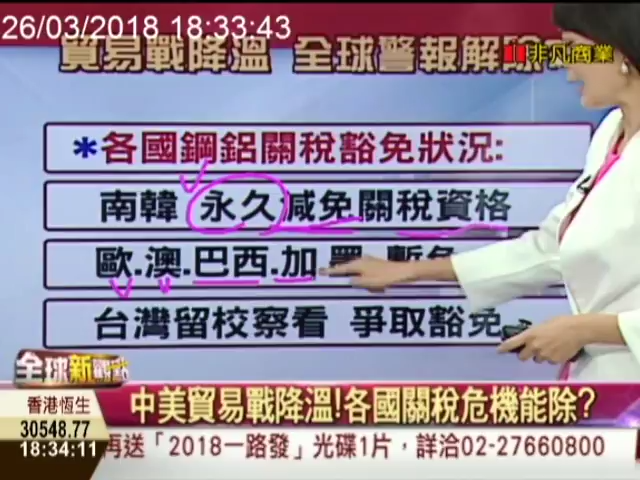 26/03/2018 18:33:43
貿易戰降溫 全球警報解除
非凡商業
*各國鋼鋁關稅豁免狀況:
南韓 永久減免關稅資格
歐.澳.巴西.加 暫免
台灣留校察看 爭取豁免
全球新觀點
中美貿易戰降溫!各國關稅危機能除?
香港恆生
30548.77
18:34:11
再送「2018一路發」光碟1片,詳洽02-27660800